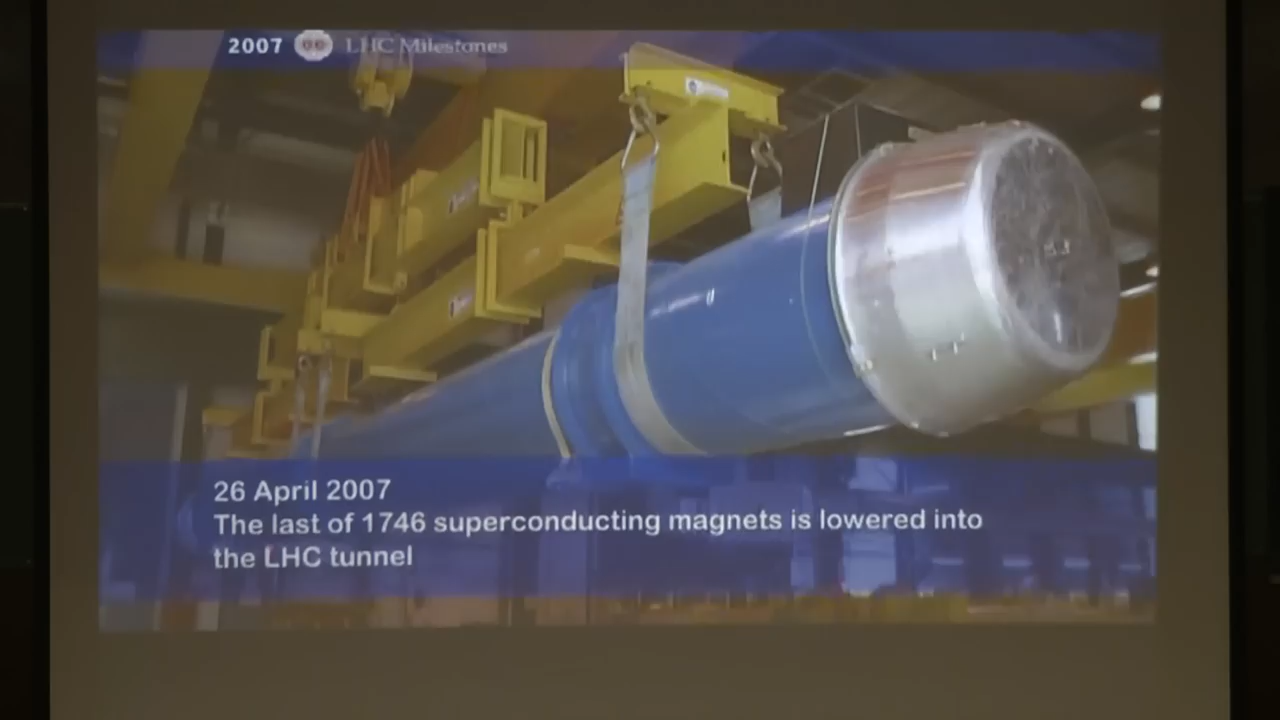 2007 LHC Milestones
26 April 2007
The last of 1746 superconducting magnets is lowered into
the LHC tunnel